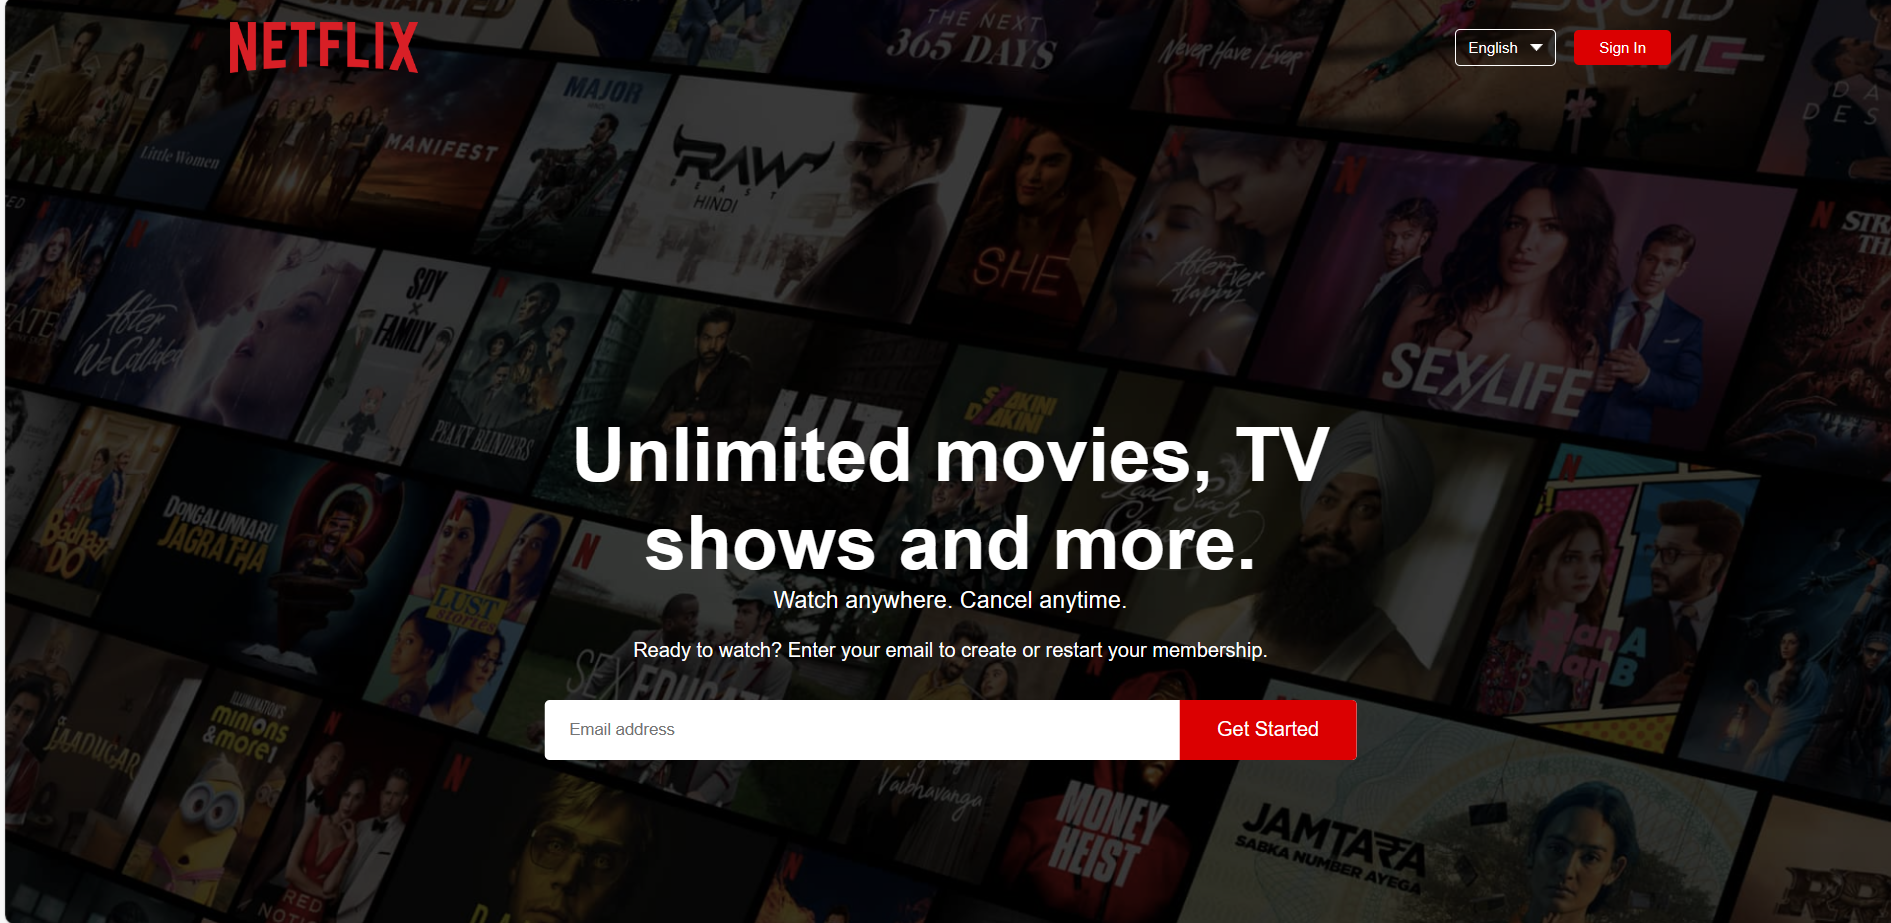 NETFLIX
English
Sign In
THE NEXT
365 DAYS
Never Have I Ever
MAJOR
Little Women
MANIFEST
RAW
BEAST
HINDI
SHE
After
Ever
Happy
SEX/LIFE
After
We Collided
SPY
x
FAMILY
PEAKY BLINDERS
HIT
Unlimited movies, TV
shows and more.
Watch anywhere. Cancel anytime.
Ready to watch? Enter your email to create or restart your membership.
Email address
Get Started
Badhaai
DO
DONGALUNNARU
JAGRATHA
LUST
stories
JAADUGAR
ILLUMINATION'S
minions
& more!
RED
Vaibhavanga
MONEY
HEIST
JAMTARA
SABKA NUMBER AYEGA